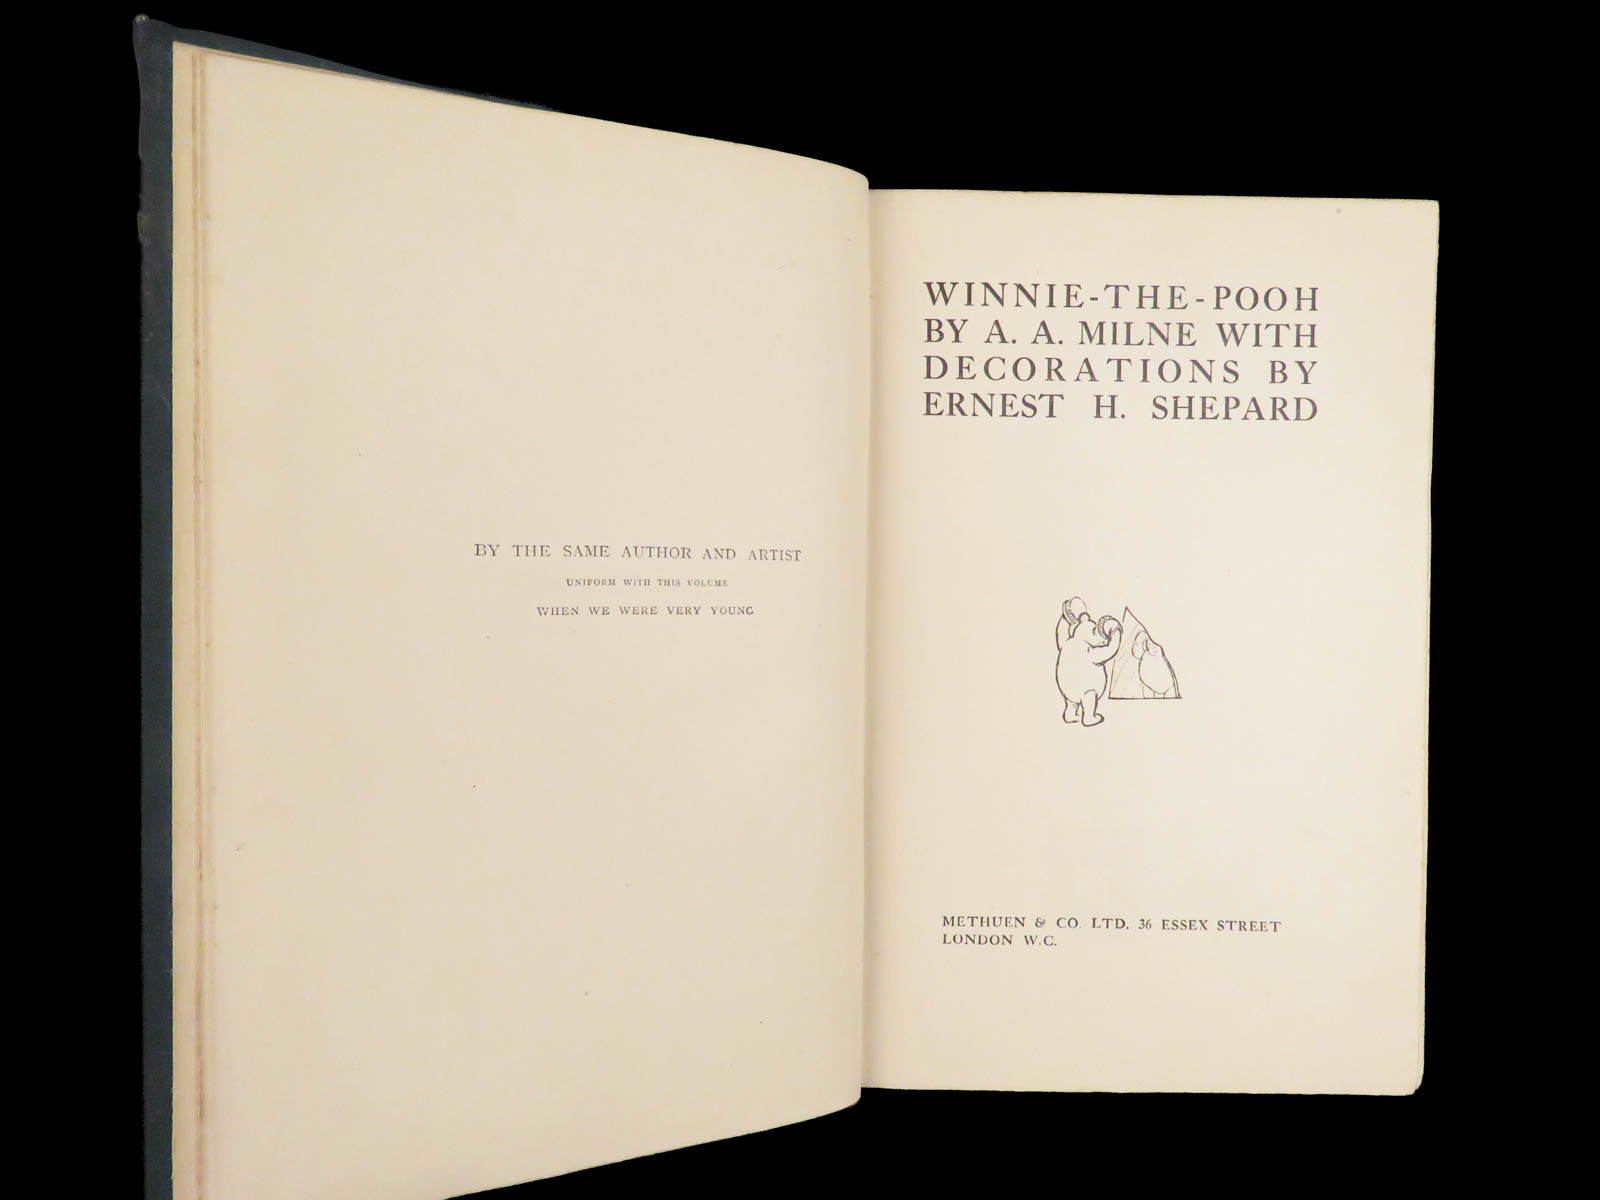 BY THE SAME AUTHOR AND ARTIST
UNIFORM WITH THIS VOLUME
WHEN WE WERE VERY YOUNG
WINNIE-THE-POOH
BY A. A. MILNE WITH
DECORATIONS BY
ERNEST H. SHEPARD
METHUEN & CO. LTD. 36 ESSEX STREET
LONDON W.C.